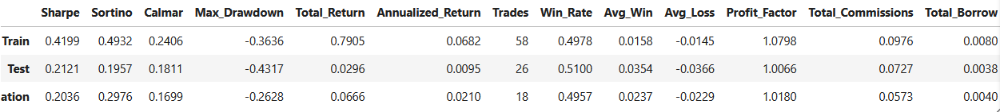 Sharpe Sortino Calmar Max_Drawdown Total_Return Annualized_Return Trades Win_Rate Avg_Win Avg_Loss Profit_Factor Total_Commissions Total_Borrow
Train 0.4199 0.4932 0.2406 -0.3636 0.7905 0.0682 58 0.4978 0.0158 -0.0145 1.0798 0.0976 0.0080
Test 0.2121 0.1957 0.1811 -0.4317 0.0296 0.0095 26 0.5100 0.0354 -0.0366 1.0066 0.0727 0.0038
ation 0.2036 0.2976 0.1699 -0.2628 0.0666 0.0210 18 0.4957 0.0237 -0.0229 1.0180 0.0573 0.0040